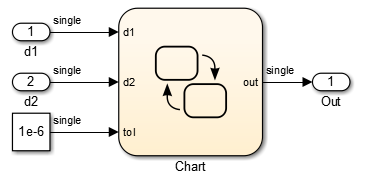 single
1
d1
d1
single
2
d2
d2
single
1e-6
tol
out
single
1
Out
Chart